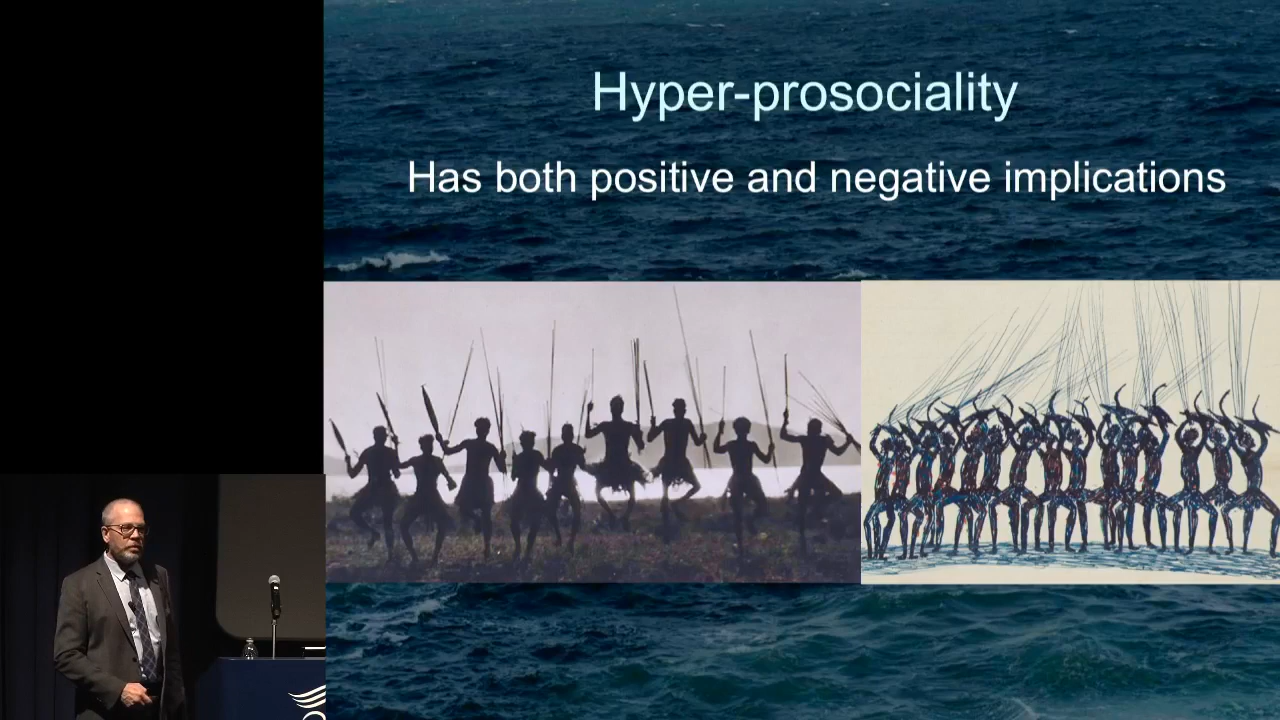 Hyper-prosociality
Has both positive and negative implications